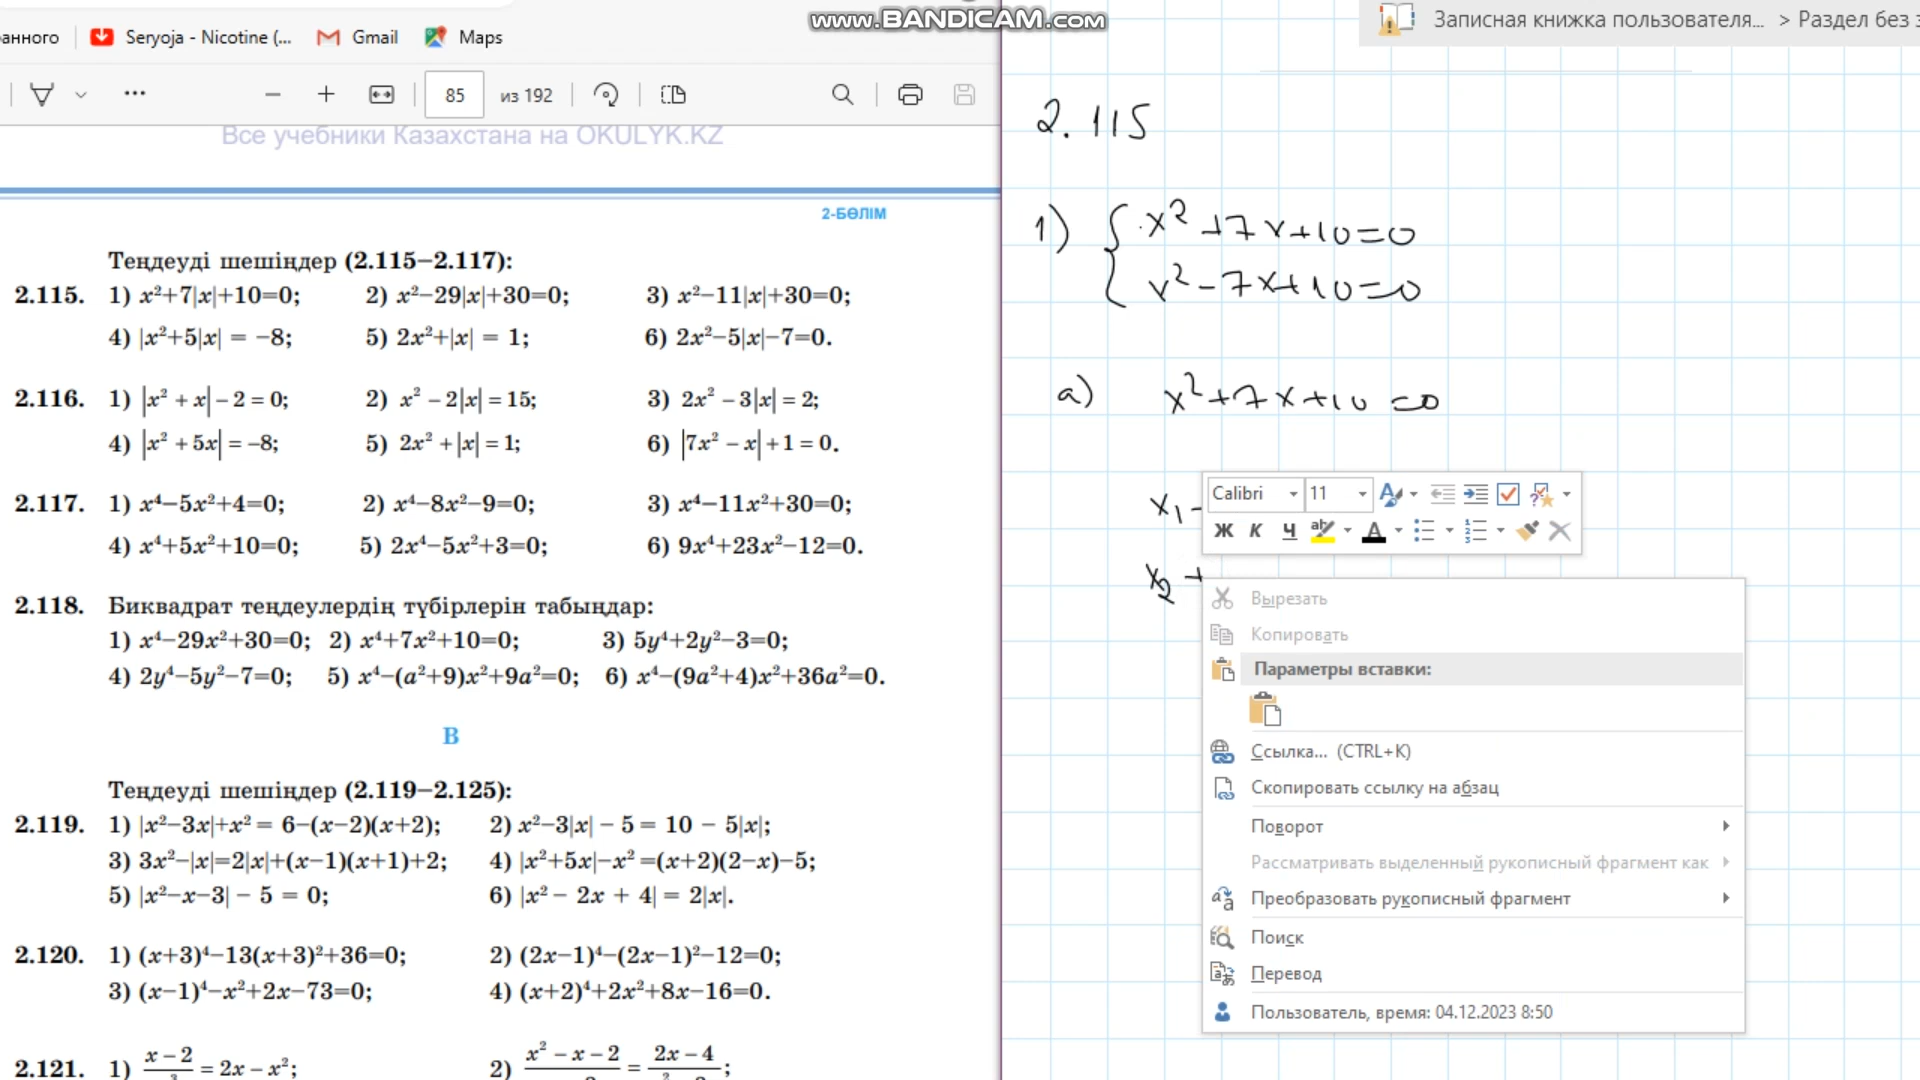 www.BANDICAM.com
Записная книжка пользователя... > Раздел без
Seryoja - Nicotine (... Gmail Maps
85 из 192
Все учебники Казахстана на OKULYK.KZ
2-БӨЛІМ
Теңдеуді шешіңдер (2.115–2.117):
2.115. 1) x²+7|x|+10=0; 2) x²–29|x|+30=0; 3) x²–11|x|+30=0;
4) |x²+5|x| = –8; 5) 2x²+|x| = 1; 6) 2x²–5|x|–7=0.
2.116. 1) |x² + x| – 2 = 0; 2) x² – 2|x| = 15; 3) 2x² – 3|x| = 2;
4) |x² + 5x| = –8; 5) 2x² + |x| = 1; 6) |7x² – x| + 1 = 0.
2.117. 1) x⁴–5x²+4=0; 2) x⁴–8x²–9=0; 3) x⁴–11x²+30=0;
4) x⁴+5x²+10=0; 5) 2x⁴–5x²+3=0; 6) 9x⁴+23x²–12=0.
2.118. Биквадрат теңдеулердің түбірлерін табыңдар:
1) x⁴–29x²+30=0; 2) x⁴+7x²+10=0; 3) 5y⁴+2y²–3=0;
4) 2y⁴–5y²–7=0; 5) x⁴–(a²+9)x²+9a²=0; 6) x⁴–(9a²+4)x²+36a²=0.
B
Теңдеуді шешіңдер (2.119–2.125):
2.119. 1) |x²–3x|+x² = 6–(x–2)(x+2); 2) x²–3|x| – 5 = 10 – 5|x|;
3) 3x²–|x|=2|x|+(x–1)(x+1)+2; 4) |x²+5x|–x² =(x+2)(2–x)–5;
5) |x²–x–3| – 5 = 0; 6) |x²– 2x + 4| = 2|x|.
2.120. 1) (x+3)⁴–13(x+3)²+36=0; 2) (2x–1)⁴–(2x–1)²–12=0;
3) (x–1)⁴–x²+2x–73=0; 4) (x+2)⁴+2x²+8x–16=0.
2.121. 1) x – 2 = 2x – x²; 2) x² – x – 2 = 2x – 4 ;
2.115
1) { x²+7x+10=0
x²-7x+10=0
a) x²+7x+10=0
x₁
x₂ +
Calibri 11
Ж К Ч
Вырезать
Копировать
Параметры вставки:
Ссылка... (CTRL+K)
Скопировать ссылку на абзац
Поворот
Рассматривать выделенный рукописный фрагмент как
Преобразовать рукописный фрагмент
Поиск
Перевод
Пользователь, время: 04.12.2023 8:50